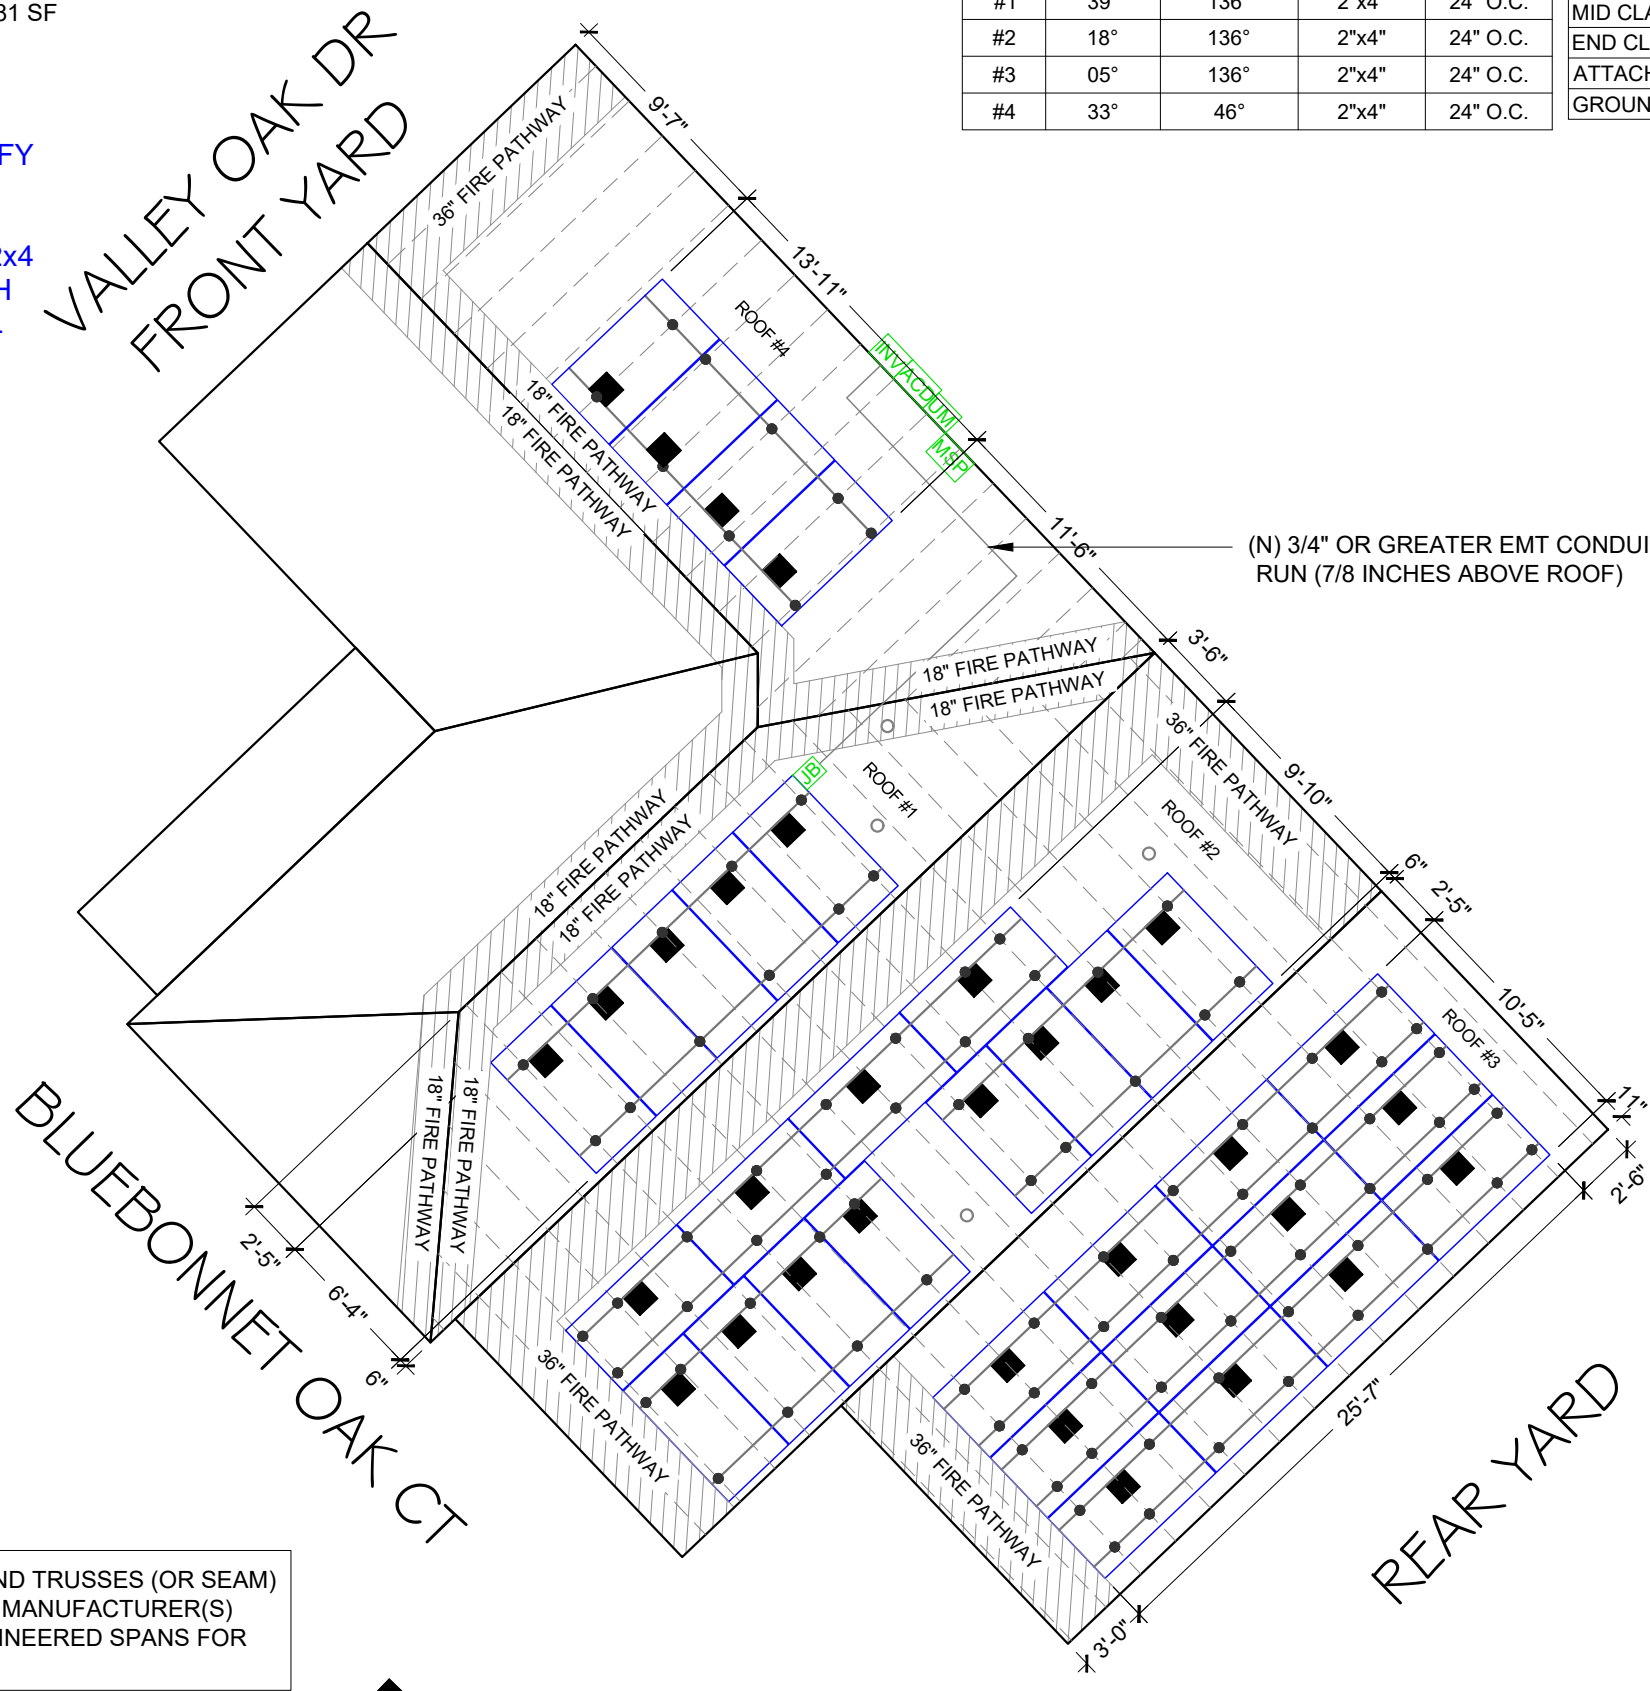 31 SF
FY
2x4
H
#1 39° 136° 2"x4" 24" O.C.
#2 18° 136° 2"x4" 24" O.C.
#3 05° 136° 2"x4" 24" O.C.
#4 33° 46° 2"x4" 24" O.C.
MID CLA
END CL
ATTACH
GROUN
VALLEY OAK DR
FRONT YARD
36" FIRE PATHWAY
9'-7"
13'-11"
ROOF #4
INV
ACD
UM
MSP
18" FIRE PATHWAY
18" FIRE PATHWAY
11'-6"
(N) 3/4" OR GREATER EMT CONDUI
RUN (7/8 INCHES ABOVE ROOF)
3'-6"
18" FIRE PATHWAY
18" FIRE PATHWAY
36" FIRE PATHWAY
9'-10"
JB
ROOF #1
ROOF #2
18" FIRE PATHWAY
18" FIRE PATHWAY
6"
2'-5"
10'-5"
ROOF #3
11"
2'-6"
18" FIRE PATHWAY
18" FIRE PATHWAY
BLUEBONNET OAK CT
2'-5"
6'-4"
6"
36" FIRE PATHWAY
36" FIRE PATHWAY
25'-7"
REAR YARD
3'-0"
ND TRUSSES (OR SEAM)
MANUFACTURER(S)
INEERED SPANS FOR